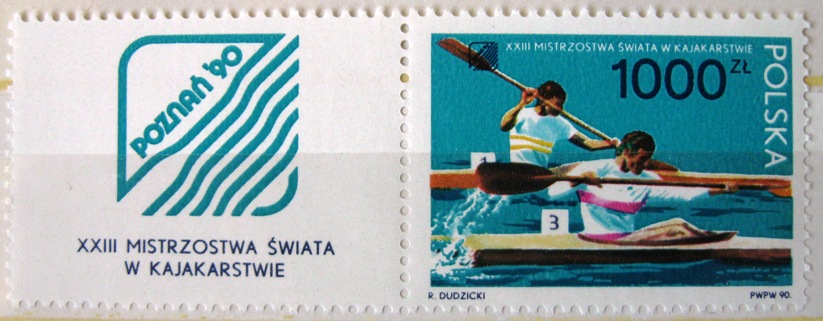 POZNAŃ '90
XXIII MISTRZOSTWA ŚWIATA
W KAJAKARSTWIE
XXIII MISTRZOSTWA ŚWIATA W KAJAKARSTWIE
1000 ZŁ
POLSKA
1
3
R. DUDZICKI
PWPW 90.